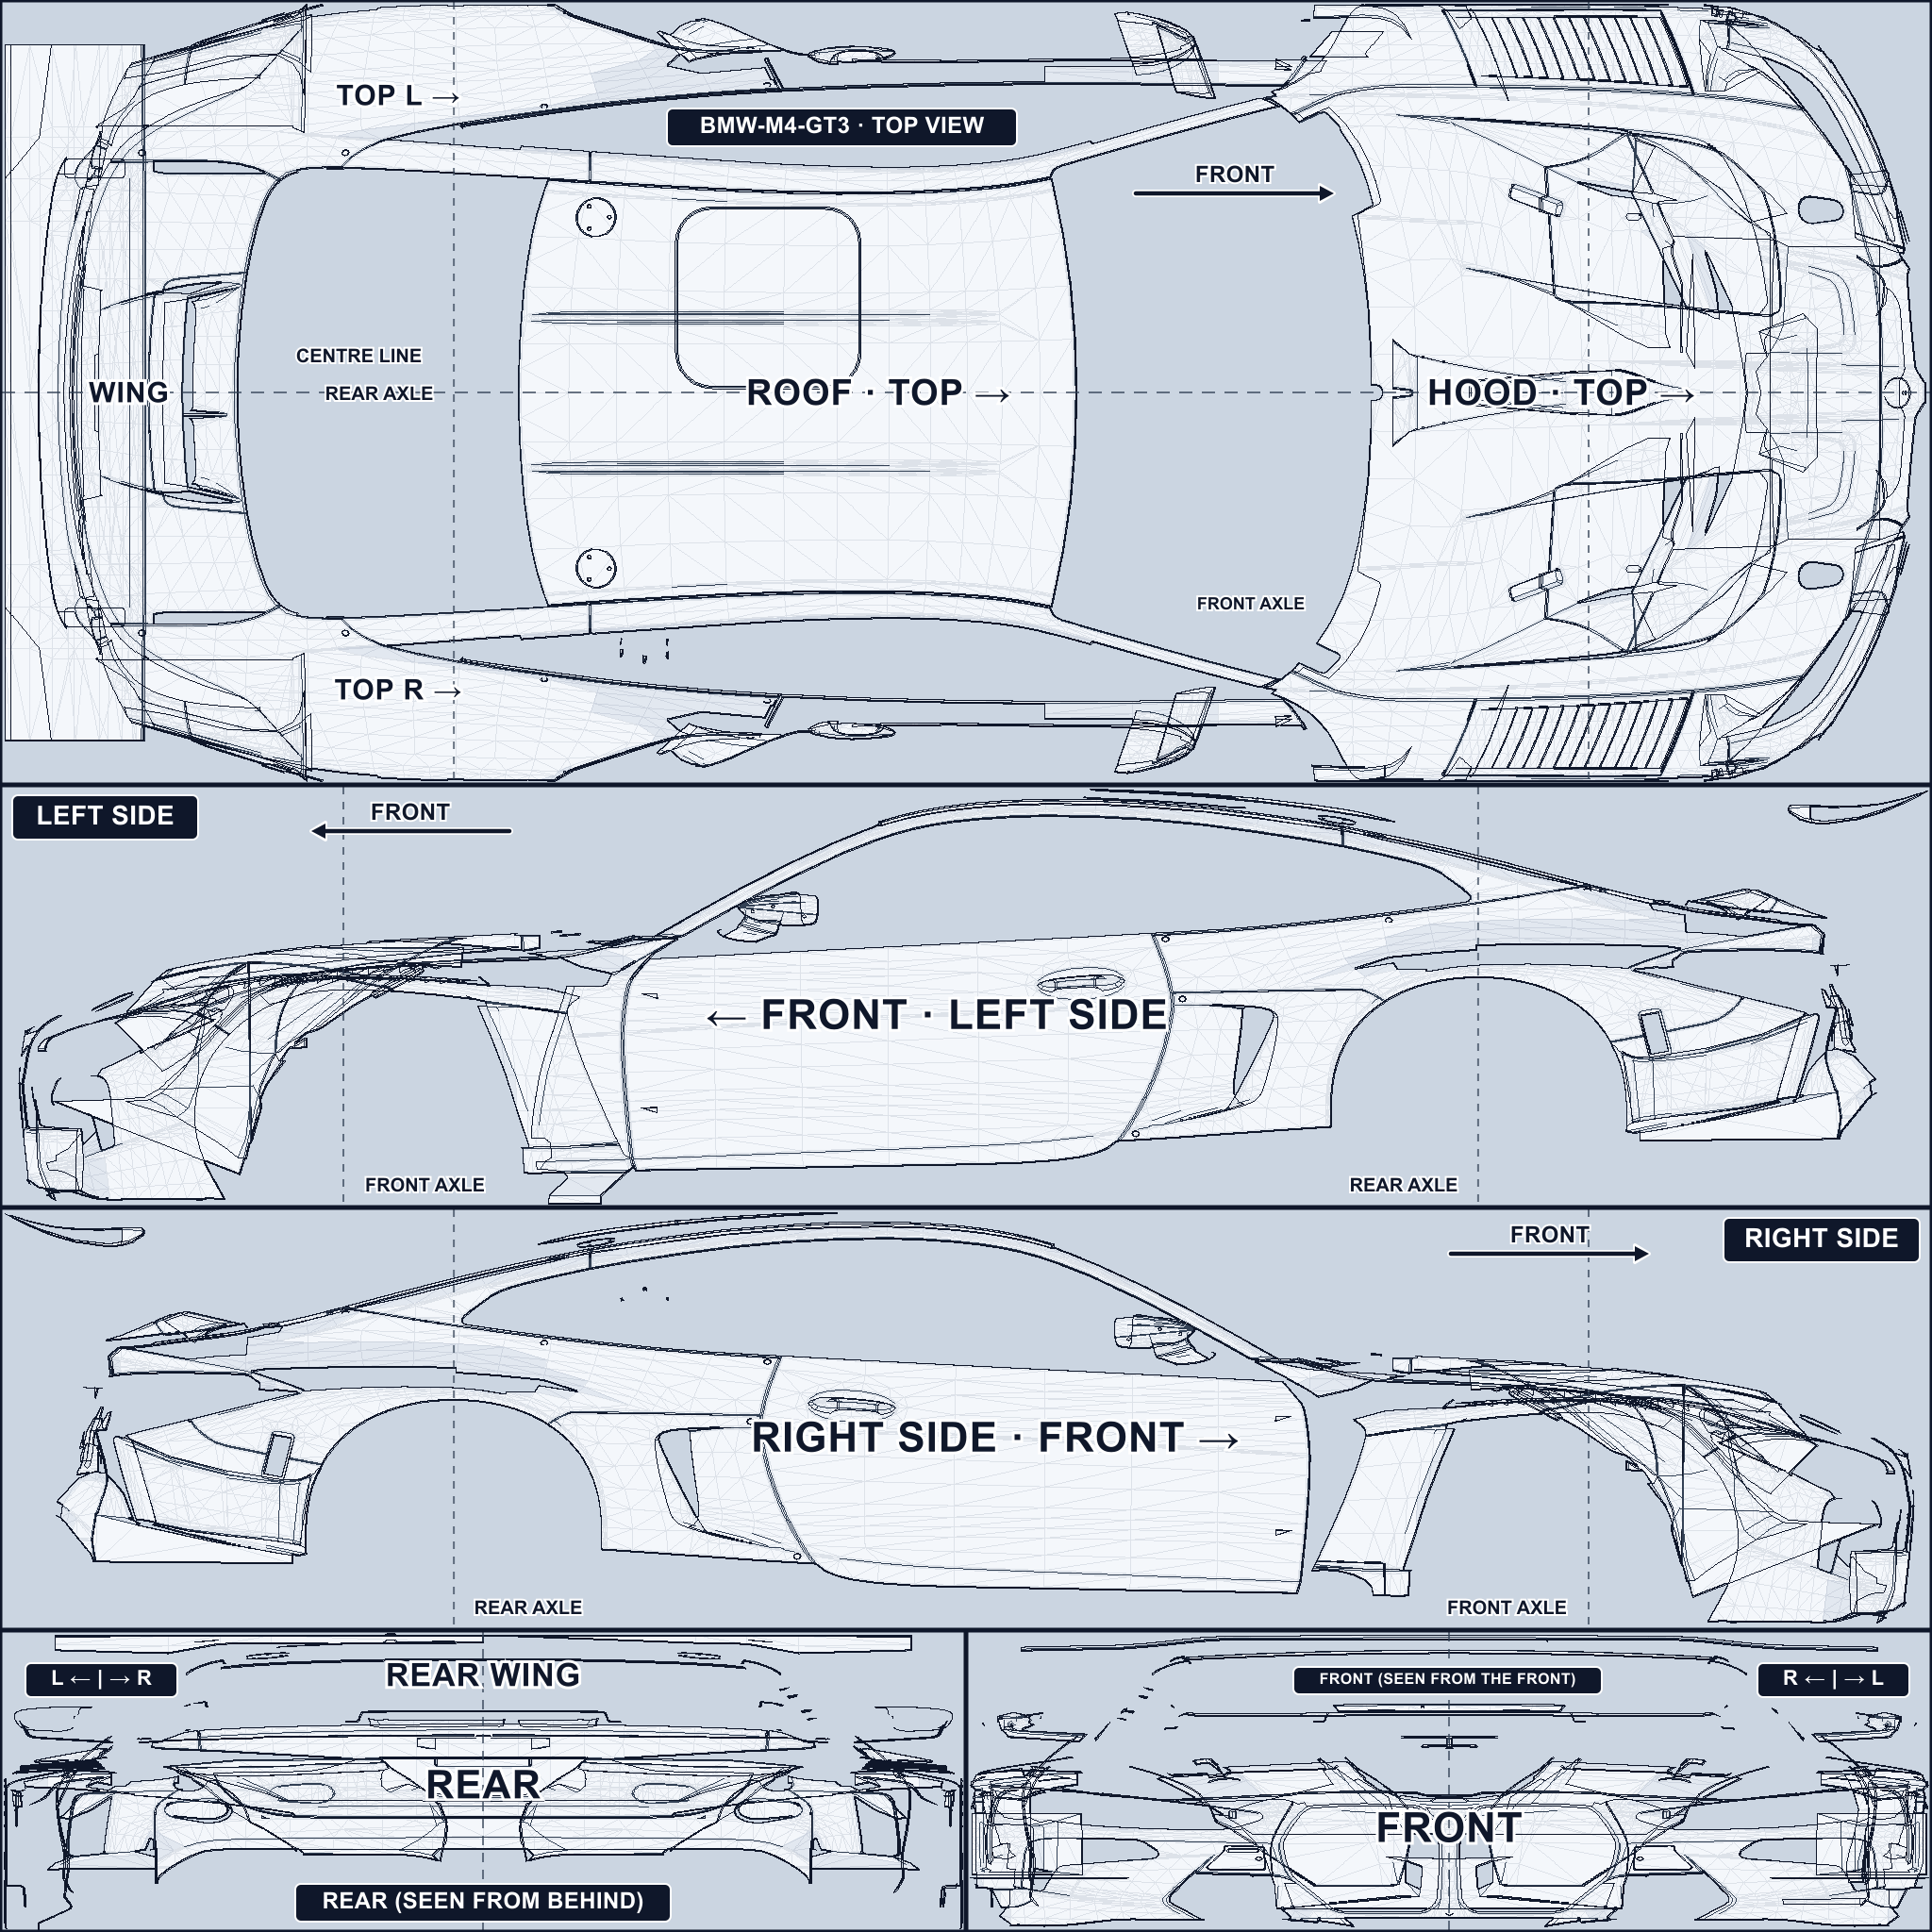 TOP L →
BMW-M4-GT3 · TOP VIEW
FRONT
CENTRE LINE
WING
REAR AXLE
ROOF · TOP →
HOOD · TOP →
FRONT AXLE
TOP R →
LEFT SIDE
FRONT
← FRONT · LEFT SIDE
FRONT AXLE
REAR AXLE
FRONT
RIGHT SIDE
RIGHT SIDE · FRONT →
REAR AXLE
FRONT AXLE
L ← | → R
REAR WING
REAR
REAR (SEEN FROM BEHIND)
FRONT (SEEN FROM THE FRONT)
R ← | → L
FRONT